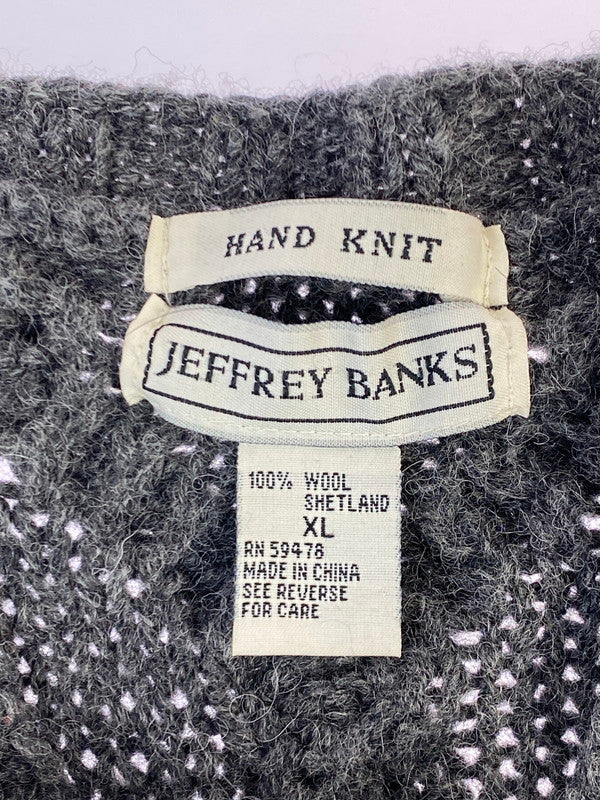 HAND KNIT
JEFFREY BANKS
100% WOOL
SHETLAND
XL
RN 59478
MADE IN CHINA
SEE REVERSE
FOR CARE